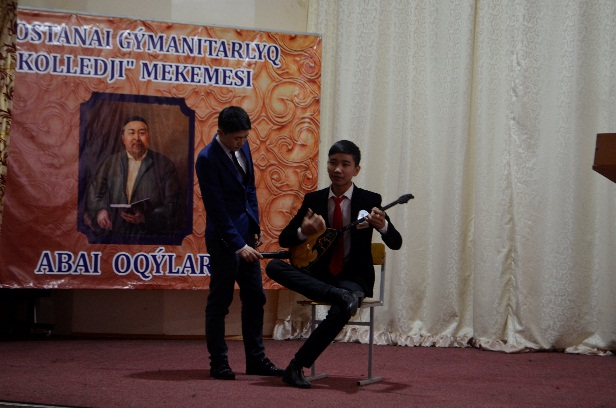 OSTANAI GÝMANITARLYQ
KOLLEDJI" MEKEMESI
ABAI OQÝLAR